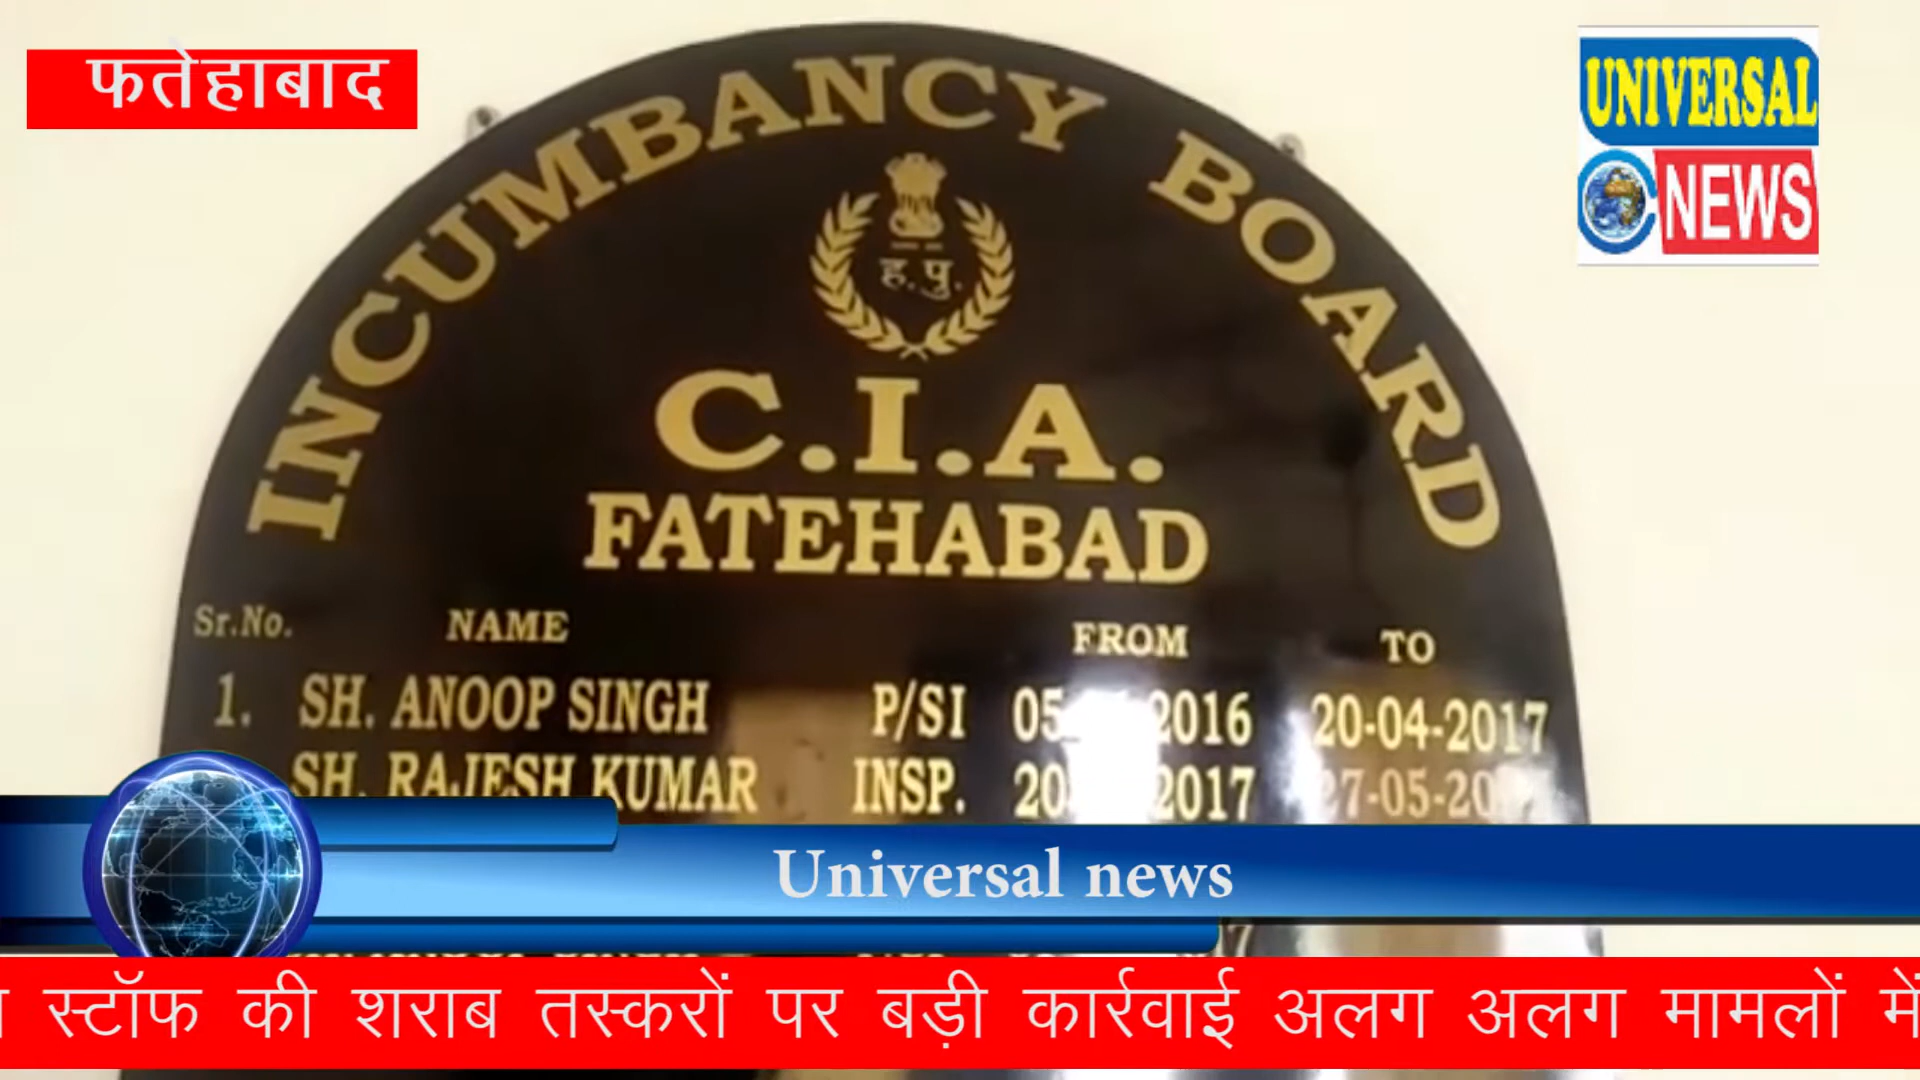 फतेहाबाद
UNIVERSAL
NEWS
INCUMBANCY BOARD
ह.पु.
C.I.A.
FATEHABAD
Sr.No. NAME FROM TO
1. SH. ANOOP SINGH P/SI 2016 20-04-2017
SH. RAJESH KUMAR INSP. 2017
Universal news
स्टॉफ की शराब तस्करों पर बड़ी कार्रवाई अलग अलग मामलों में